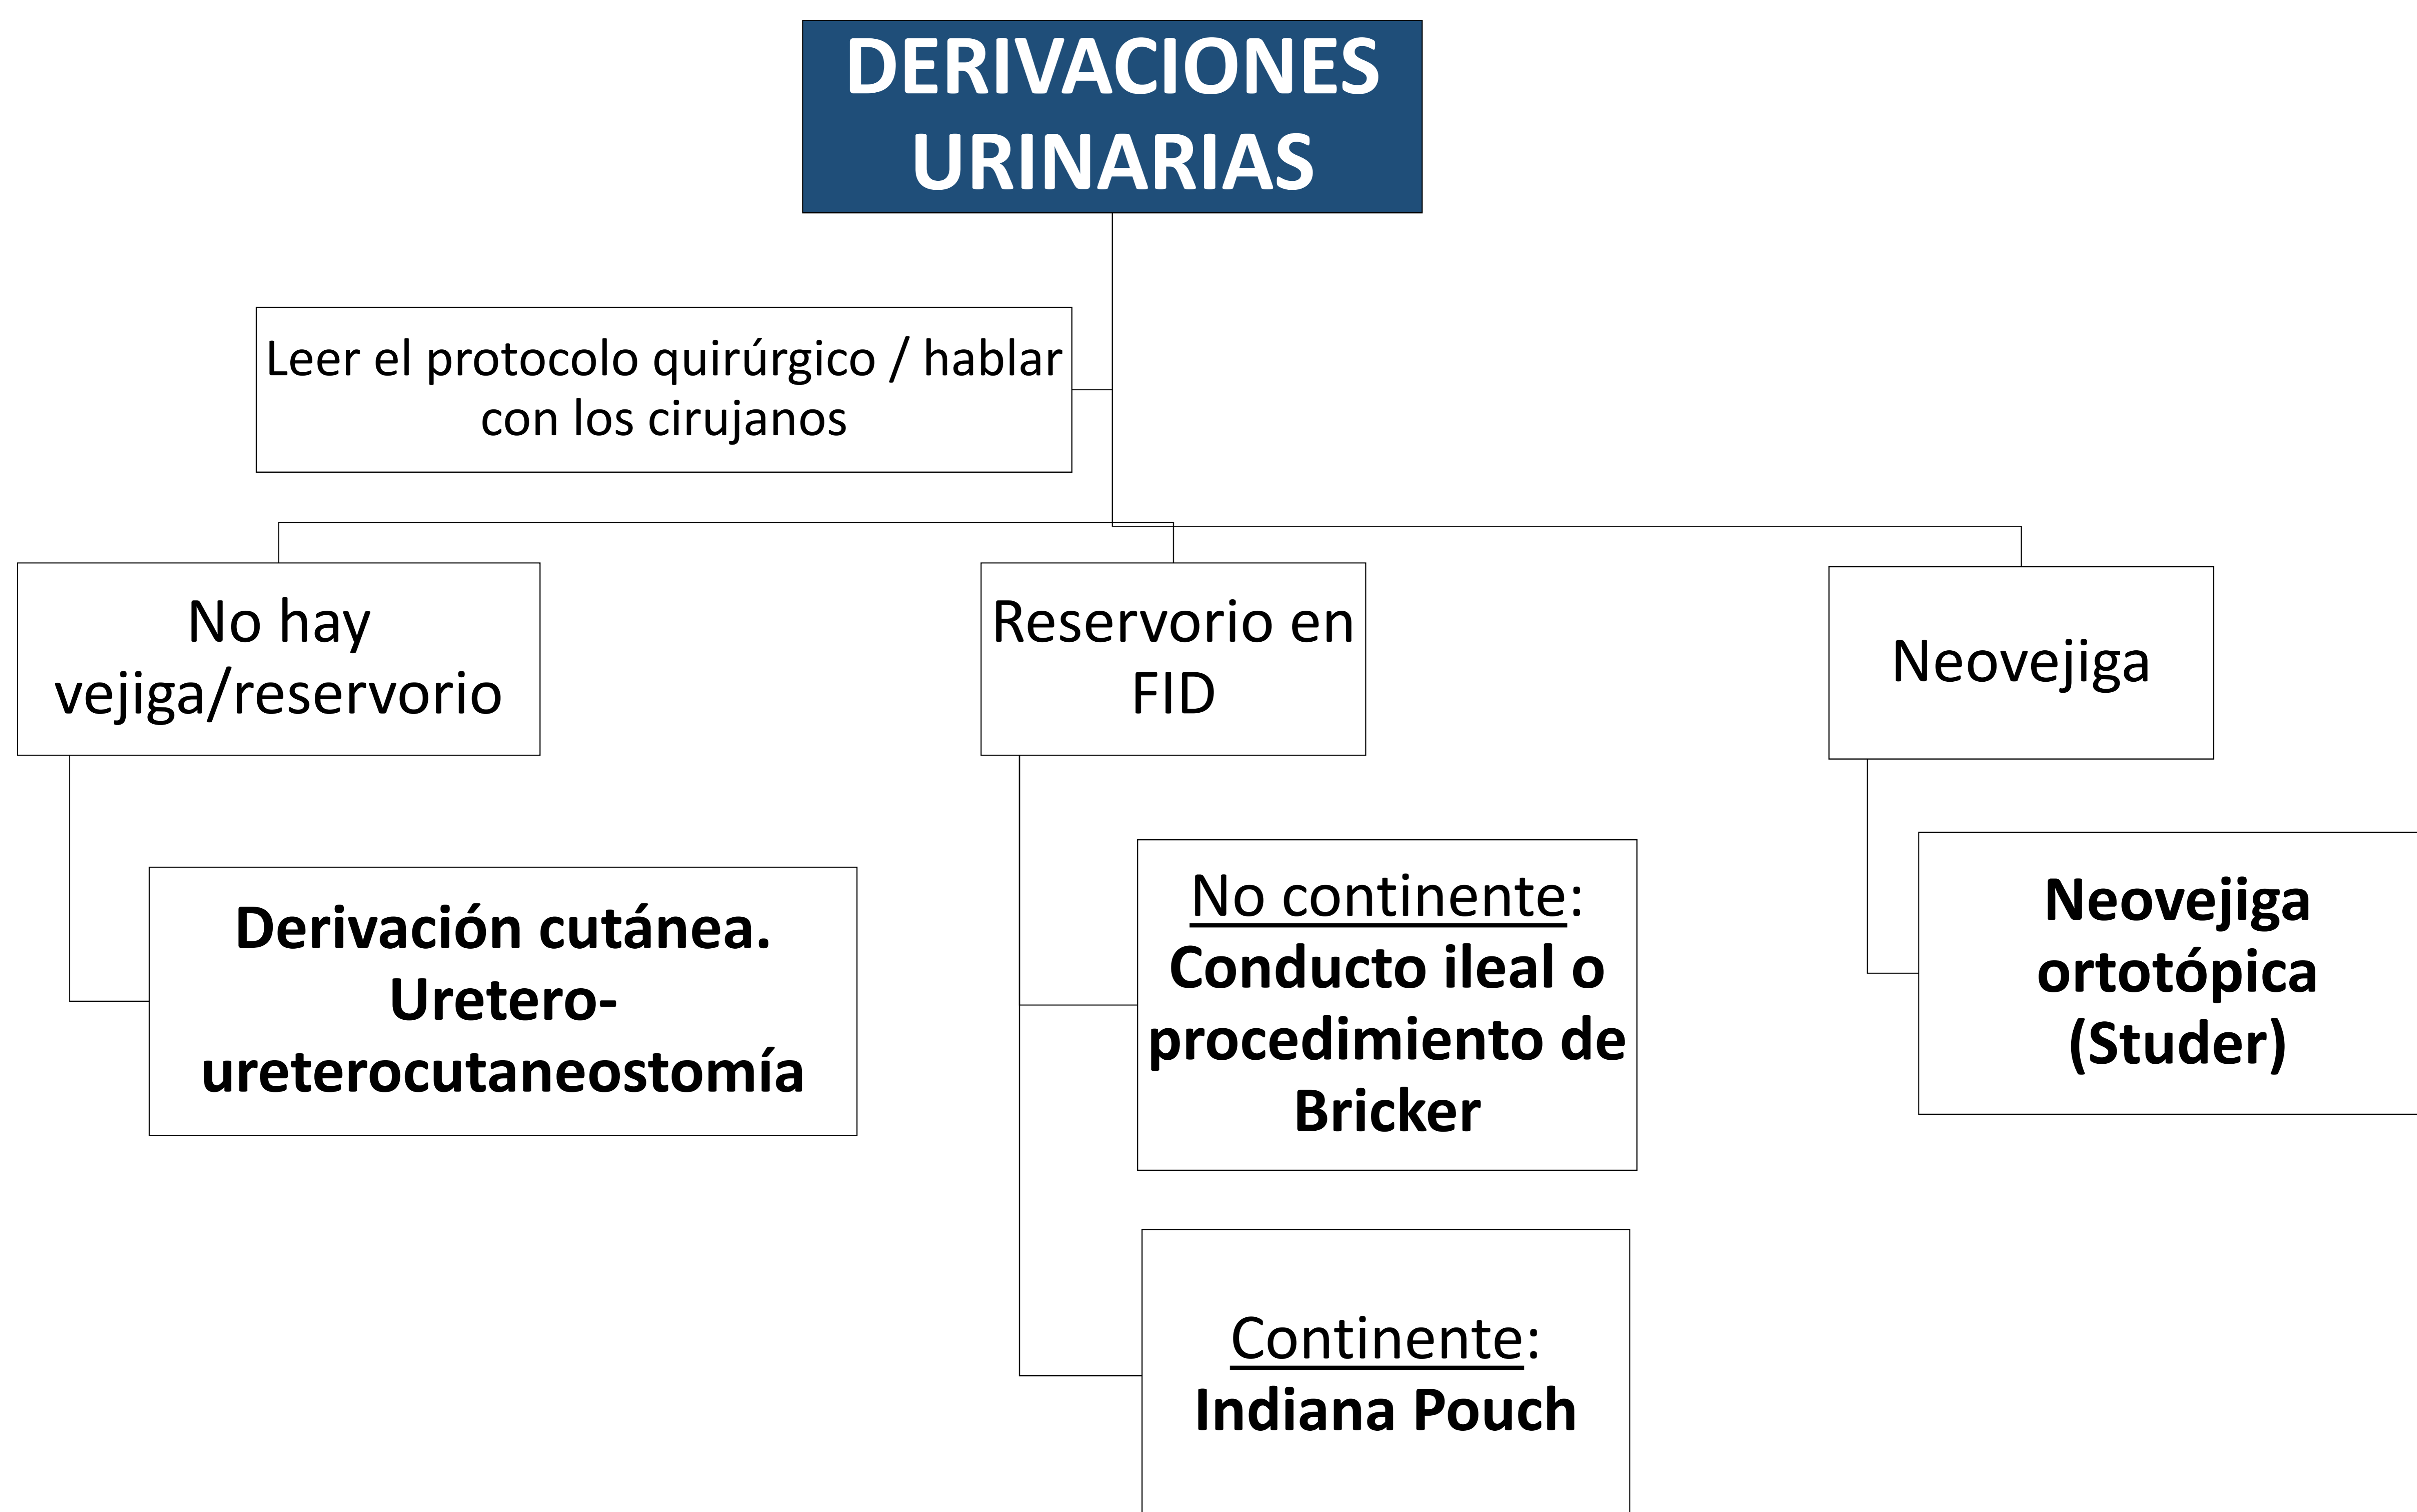 DERIVACIONES
URINARIAS
Leer el protocolo quirúrgico / hablar
con los cirujanos
No hay
vejiga/reservorio
Reservorio en
FID
Neovejiga
Derivación cutánea.
Uretero-
ureterocutaneostomía
No continente:
Conducto ileal o
procedimiento de
Bricker
Continente:
Indiana Pouch
Neovejiga
ortotópica
(Studer)